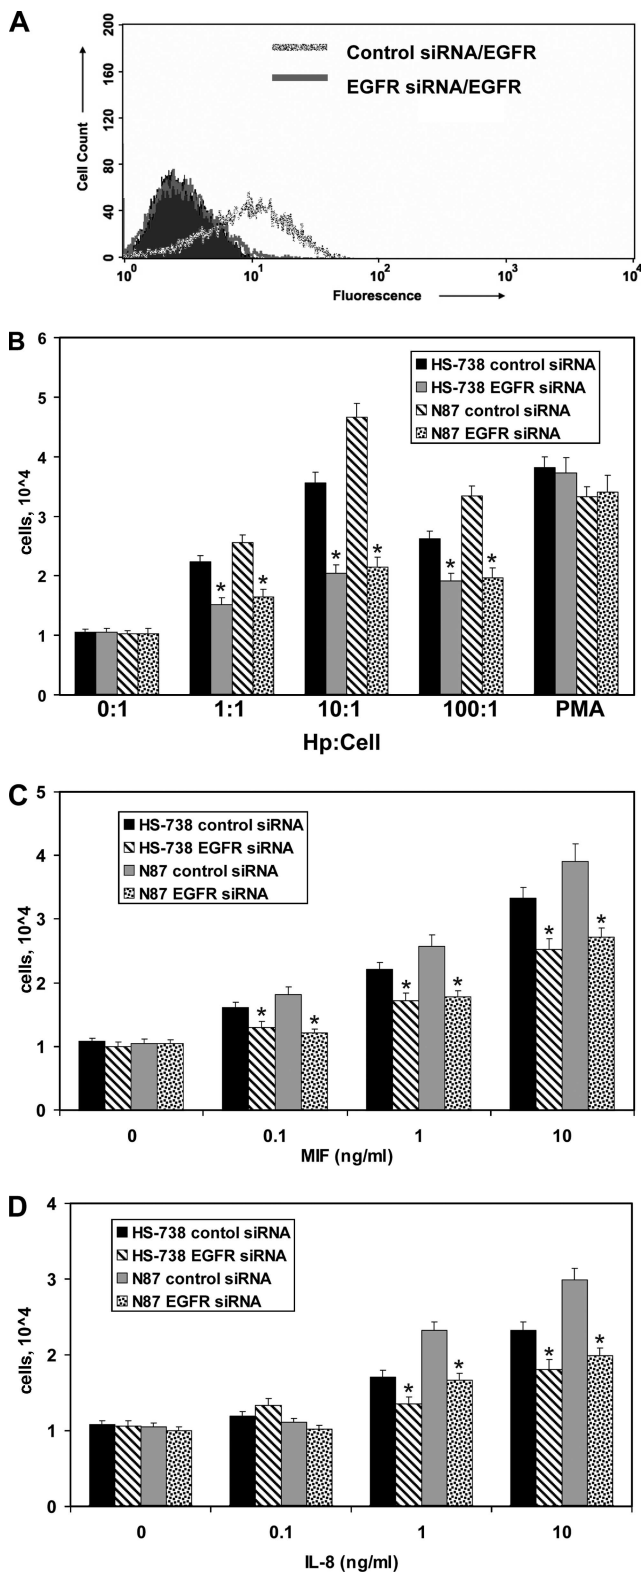 A
200
160
120
80
40
0
Cell Count
Control siRNA/EGFR
EGFR siRNA/EGFR
10^0
10^1
10^2
10^3
10^4
Fluorescence
B
6
5
4
3
2
1
0
cells, 10^4
HS-738 control siRNA
HS-738 EGFR siRNA
N87 control siRNA
N87 EGFR siRNA
* * * * * *
0:1 1:1 10:1 100:1 PMA
Hp:Cell
C
5
4
3
2
1
0
cells, 10^4
HS-738 control siRNA
HS-738 EGFR siRNA
N87 control siRNA
N87 EGFR siRNA
* * * * * *
0 0.1 1 10
MIF (ng/ml)
D
4
3
2
1
0
cells, 10^4
HS-738 contol siRNA
HS-738 EGFR siRNA
N87 control siRNA
N87 EGFR siRNA
* * * *
0 0.1 1 10
IL-8 (ng/ml)